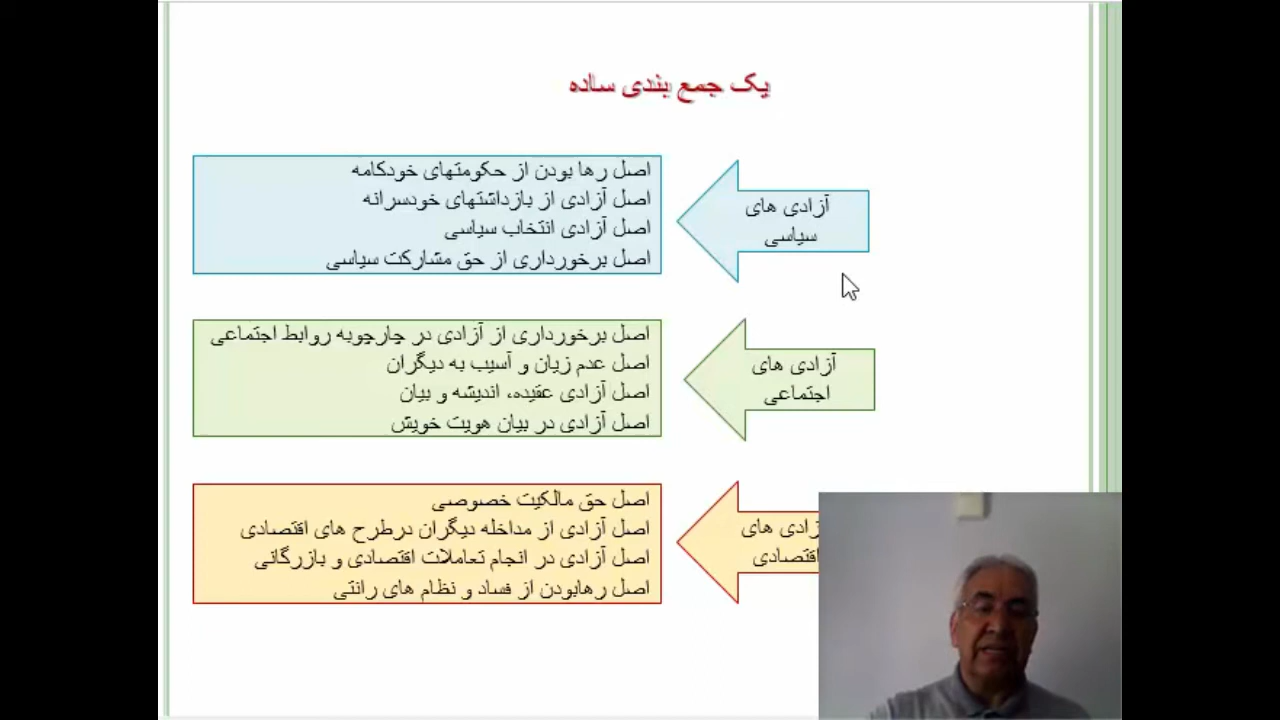 یک جمع بندی ساده
آزادی های
سیاسی
اصل رها بودن از حکومتهای خودکامه
اصل آزادی از بازداشتهای خودسرانه
اصل آزادی انتخاب سیاسی
اصل برخورداری از حق مشارکت سیاسی
آزادی های
اجتماعی
اصل برخورداری از آزادی در چارچوبه روابط اجتماعی
اصل عدم زیان و آسیب به دیگران
اصل آزادی عقیده، اندیشه و بیان
اصل آزادی در بیان هویت خویش
زادی های
قتصادی
اصل حق مالکیت خصوصی
اصل آزادی از مداخله دیگران درطرح های اقتصادی
اصل آزادی در انجام تعاملات اقتصادی و بازرگانی
اصل رهابودن از فساد و نظام های رانتی